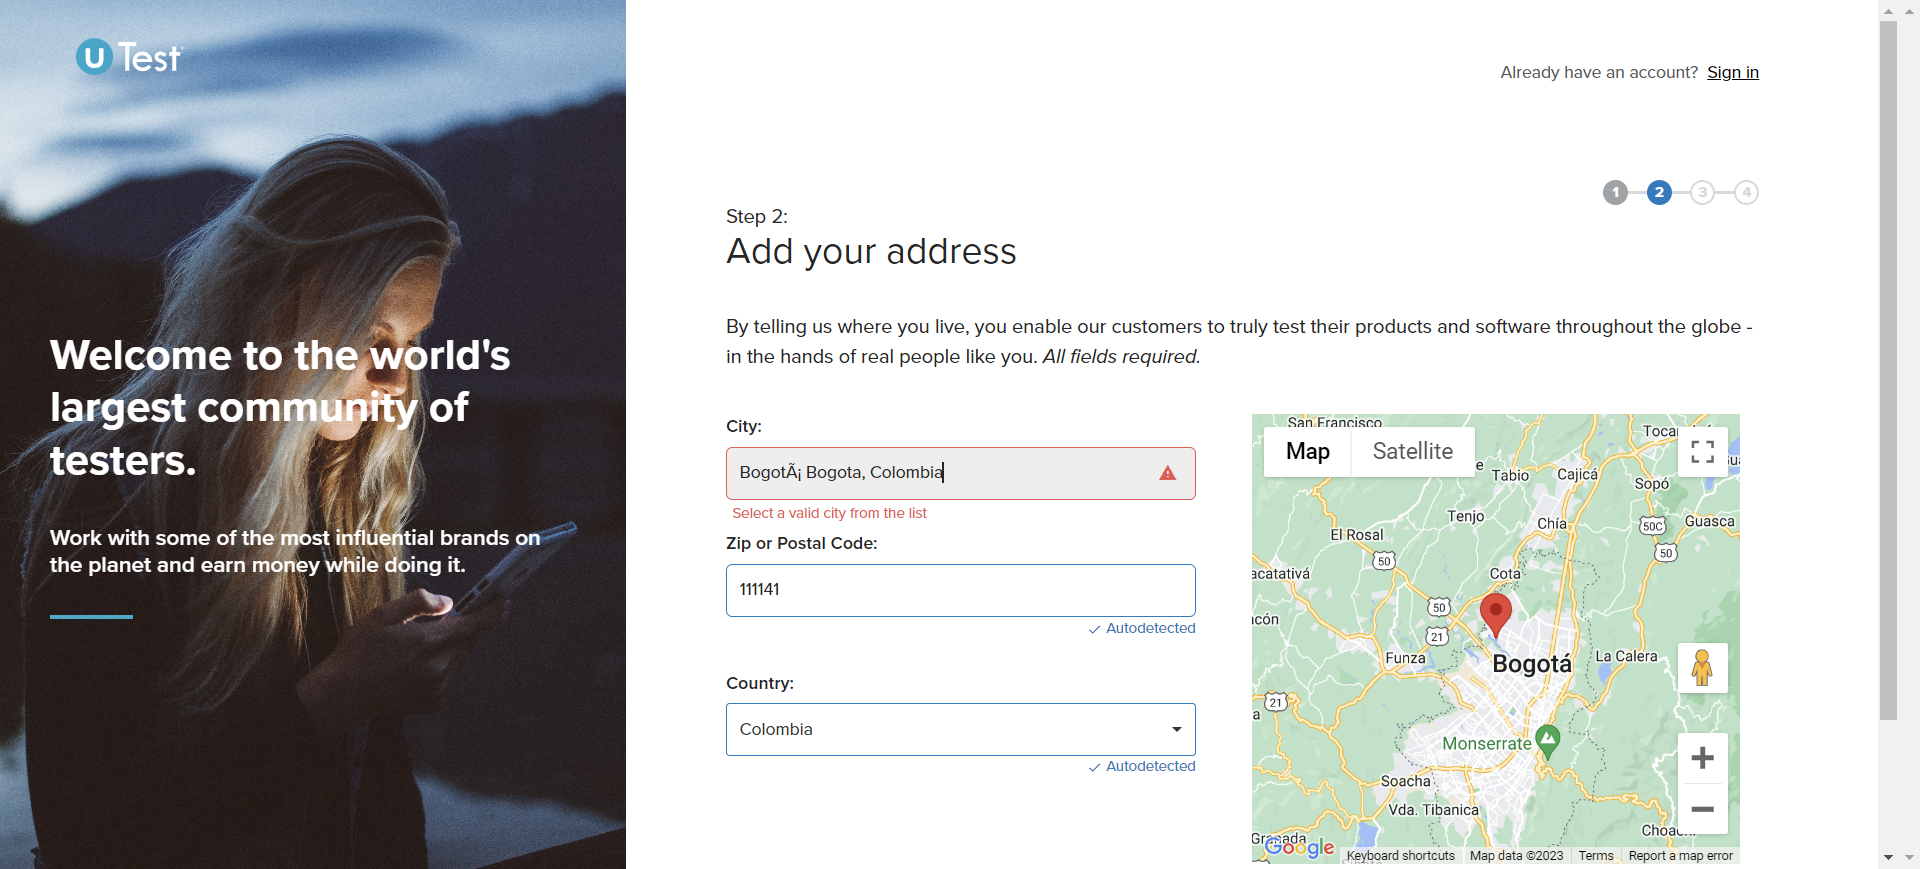 U Test
Welcome to the world's
largest community of
testers.
Work with some of the most influential brands on
the planet and earn money while doing it.
Already have an account? Sign in
1 2 3 4
Step 2:
Add your address
By telling us where you live, you enable our customers to truly test their products and software throughout the globe -
in the hands of real people like you. All fields required.
City:
BogotÃ¡ Bogota, Colombia
Select a valid city from the list
Zip or Postal Code:
111141
✓ Autodetected
Country:
Colombia
✓ Autodetected
San Francisco
Map Satellite
Tabio
Cajicá
Sopó
Tenjo
Chía
50C
Guasca
El Rosal
50
50
acatativá
Cota
50
cón
21
Funza
Bogotá
La Calera
21
a
Monserrate
Soacha
Vda. Tibanica
Granada
Google
Keyboard shortcuts Map data ©2023 Terms Report a map error